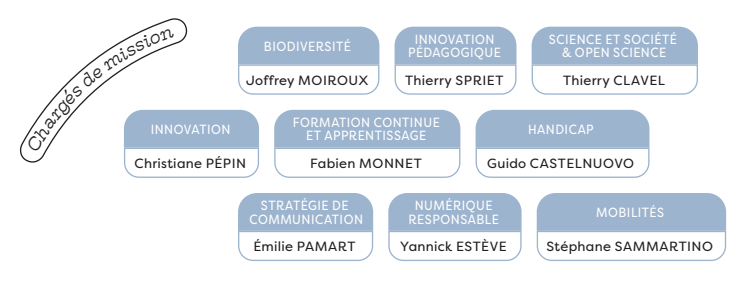 Chargés de mission
BIODIVERSITÉ
Joffrey MOIROUX
INNOVATION
PÉDAGOGIQUE
Thierry SPRIET
SCIENCE ET SOCIÉTÉ
& OPEN SCIENCE
Thierry CLAVEL
INNOVATION
Christiane PÉPIN
FORMATION CONTINUE
ET APPRENTISSAGE
Fabien MONNET
HANDICAP
Guido CASTELNUOVO
STRATÉGIE DE
COMMUNICATION
Émilie PAMART
NUMÉRIQUE
RESPONSABLE
Yannick ESTÈVE
MOBILITÉS
Stéphane SAMMARTINO